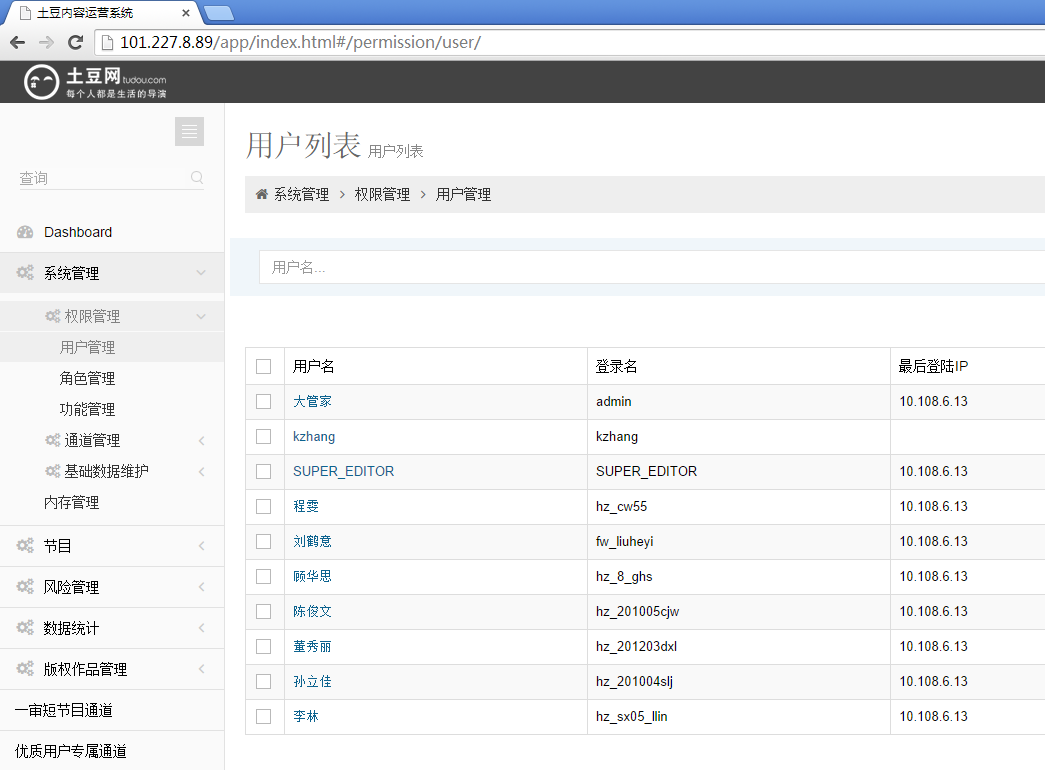 土豆内容运营系统
101.227.8.89/app/index.html#/permission/user/
土豆网tudou.com
每个人都是生活的导演
查询
Dashboard
系统管理
权限管理
用户管理
角色管理
功能管理
通道管理
基础数据维护
内存管理
节目
风险管理
数据统计
版权作品管理
一审短节目通道
优质用户专属通道
用户列表 用户列表
系统管理 > 权限管理 > 用户管理
用户名...
用户名 登录名 最后登陆IP
大管家 admin 10.108.6.13
kzhang kzhang
SUPER_EDITOR SUPER_EDITOR 10.108.6.13
程雯 hz_cw55 10.108.6.13
刘鹤意 fw_liuheyi 10.108.6.13
顾华思 hz_8_ghs 10.108.6.13
陈俊文 hz_201005cjw 10.108.6.13
董秀丽 hz_201203dxl 10.108.6.13
孙立佳 hz_201004slj 10.108.6.13
李林 hz_sx05_llin 10.108.6.13